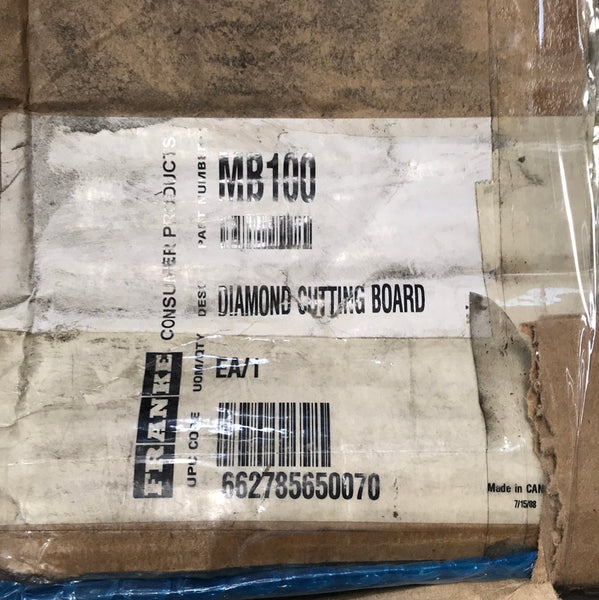 FRANKE CONSUMER PRODUCTS
PART NUMBER
MB100
DESC
DIAMOND CUTTING BOARD
UOM/QTY
EA/1
UPC CODE
662785650070
Made in CAN
7/15/08